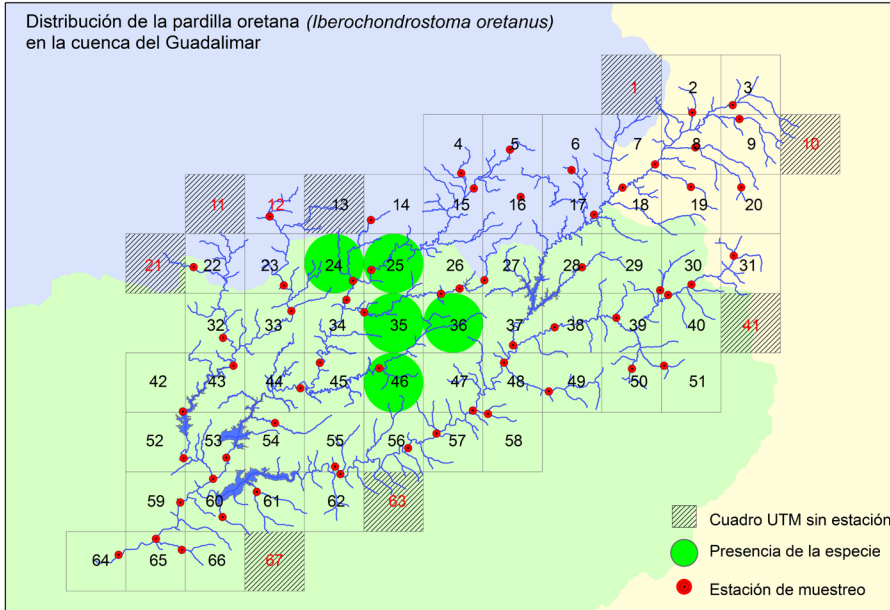 Distribución de la pardilla oretana (Iberochondrostoma oretanus)
en la cuenca del Guadalimar
1 2 3
4 5 6 7 8 9 10
11 12 13 14 15 16 17 18 19 20
21 22 23 24 25 26 27 28 29 30 31
32 33 34 35 36 37 38 39 40 41
42 43 44 45 46 47 48 49 50 51
52 53 54 55 56 57 58
59 60 61 62 63
64 65 66 67
Cuadro UTM sin estación
Presencia de la especie
Estación de muestreo